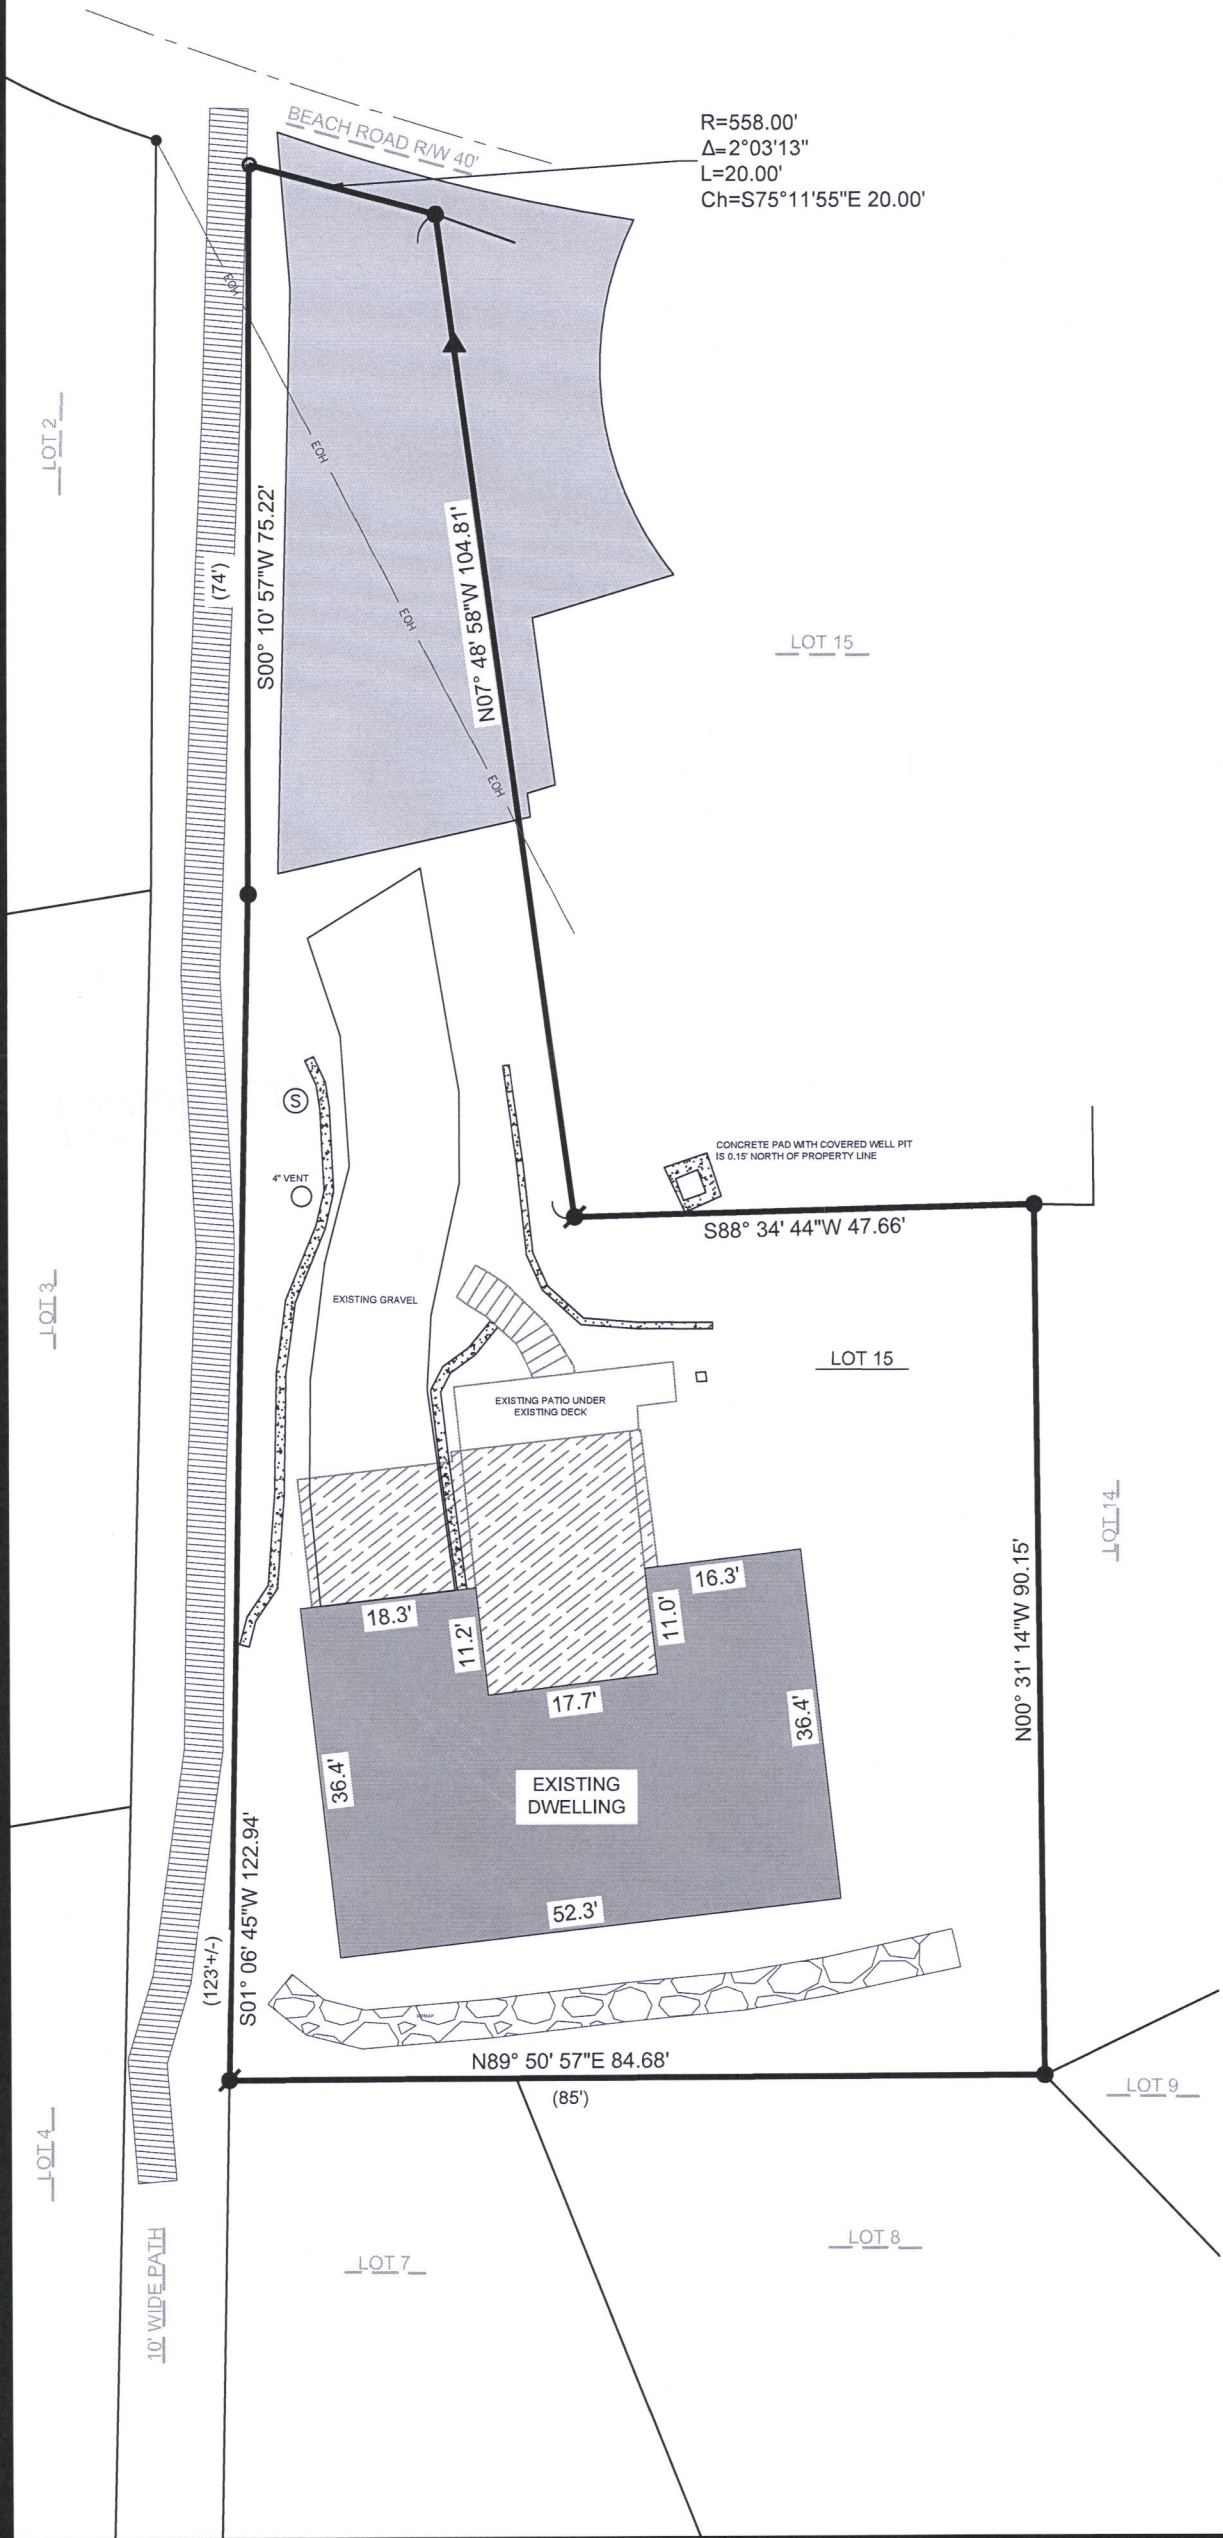 BEACH ROAD R/W 40'
R=558.00'
Δ=2°03'13"
L=20.00'
Ch=S75°11'55"E 20.00'
EOH
LOT 2
EOH
(74')
S00° 10' 57"W 75.22'
N07° 48' 58"W 104.81'
EOH
LOT 15
EOH
S
4" VENT
CONCRETE PAD WITH COVERED WELL PIT
IS 0.15' NORTH OF PROPERTY LINE
S88° 34' 44"W 47.66'
LOT 3
EXISTING GRAVEL
LOT 15
EXISTING PATIO UNDER
EXISTING DECK
LOT 14
N00° 31' 14"W 90.15'
18.3'
11.2'
16.3'
11.0'
17.7'
36.4'
36.4'
EXISTING
DWELLING
52.3'
(123'+/-)
S01° 06' 45"W 122.94'
RIPRAP
N89° 50' 57"E 84.68'
(85')
LOT 9
LOT 4
10' WIDE PATH
LOT 7
LOT 8